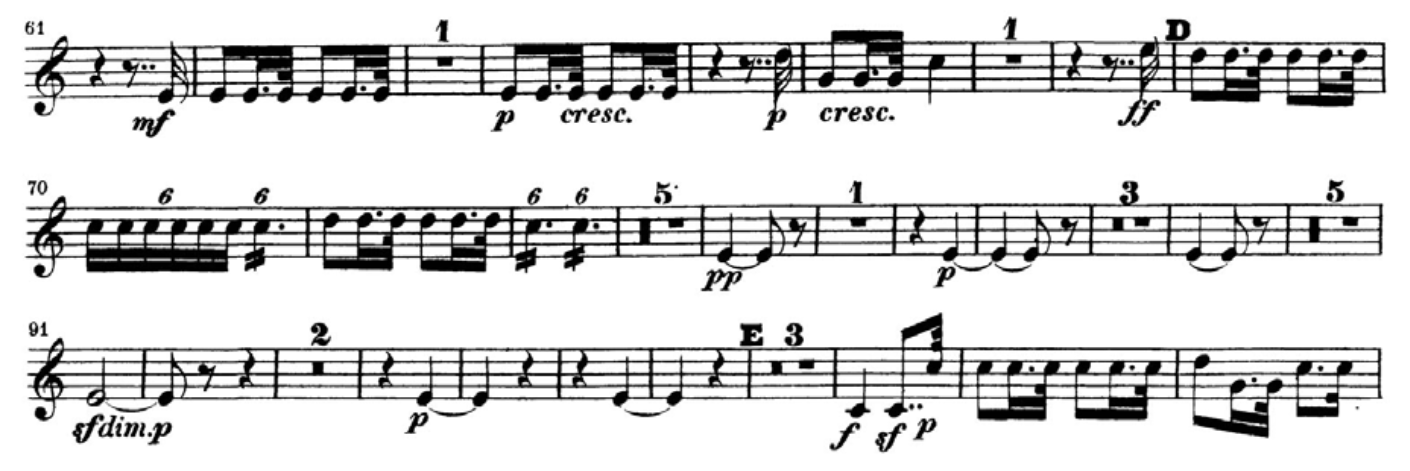 61 1 1 D
mf p cresc. p cresc. ff
70 6 6 6 6 5 1 3 5
pp p
91 2 E 3
sf dim. p p f sf p